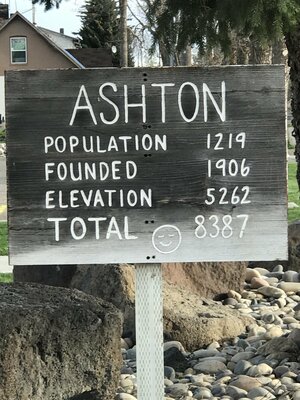 ASHTON
POPULATION 1219
FOUNDED 1906
ELEVATION 5262
TOTAL 8387